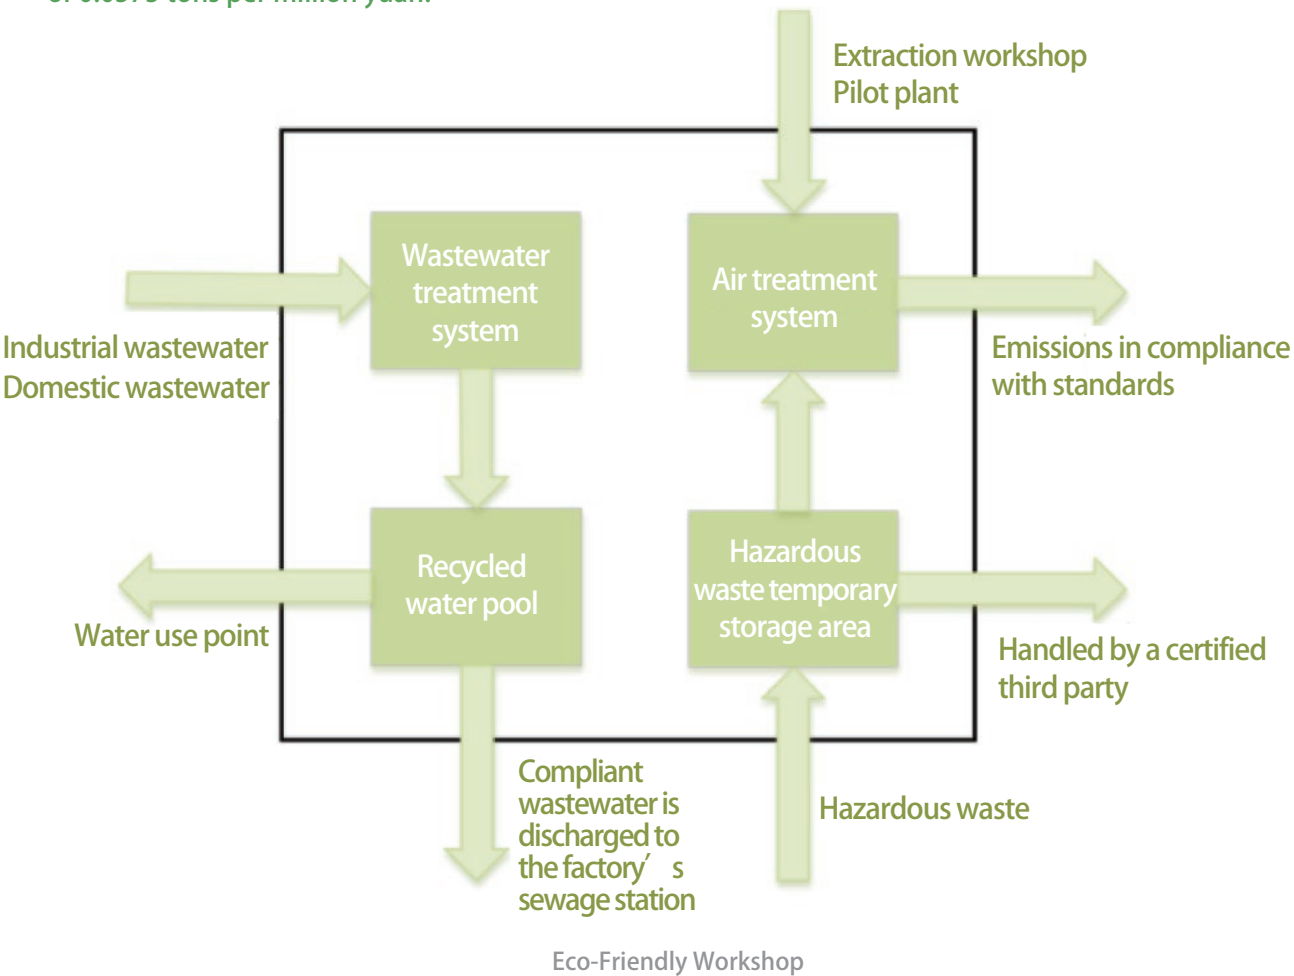 Extraction workshop
Pilot plant
Wastewater
treatment
system
Air treatment
system
Industrial wastewater
Domestic wastewater
Emissions in compliance
with standards
Recycled
water pool
Hazardous
waste temporary
storage area
Water use point
Handled by a certified
third party
Compliant
wastewater is
discharged to
the factory′ s
sewage station
Hazardous waste
Eco-Friendly Workshop